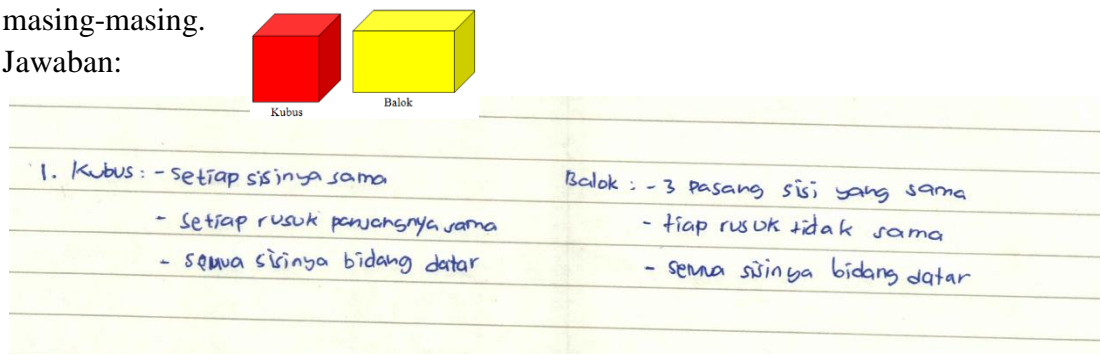 masing-masing.
Jawaban:
Kubus
Balok
1. Kubus : - setiap sisinya sama
- setiap rusuk panjangnya sama
- semua sisinya bidang datar
Balok : - 3 pasang sisi yang sama
- tiap rusuk tidak sama
- semua sisinya bidang datar